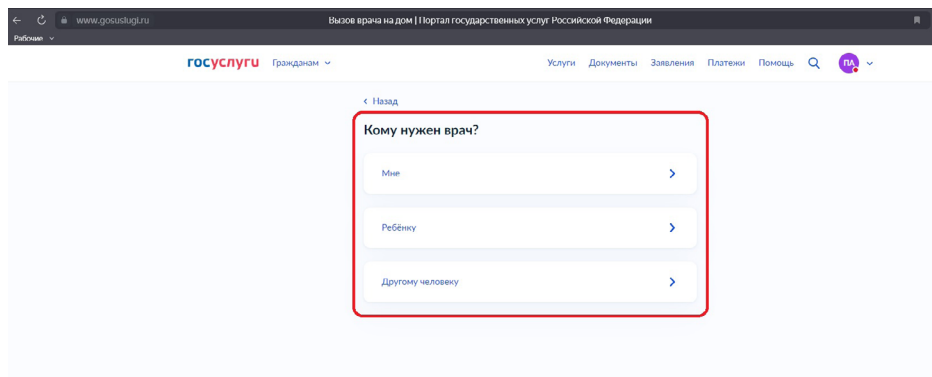 www.gosuslugi.ru
Вызов врача на дом | Портал государственных услуг Российской Федерации
Рабочие
госуслуги Гражданам Услуги Документы Заявления Платежи Помощь ПА
Назад
Кому нужен врач?
Мне
Ребёнку
Другому человеку